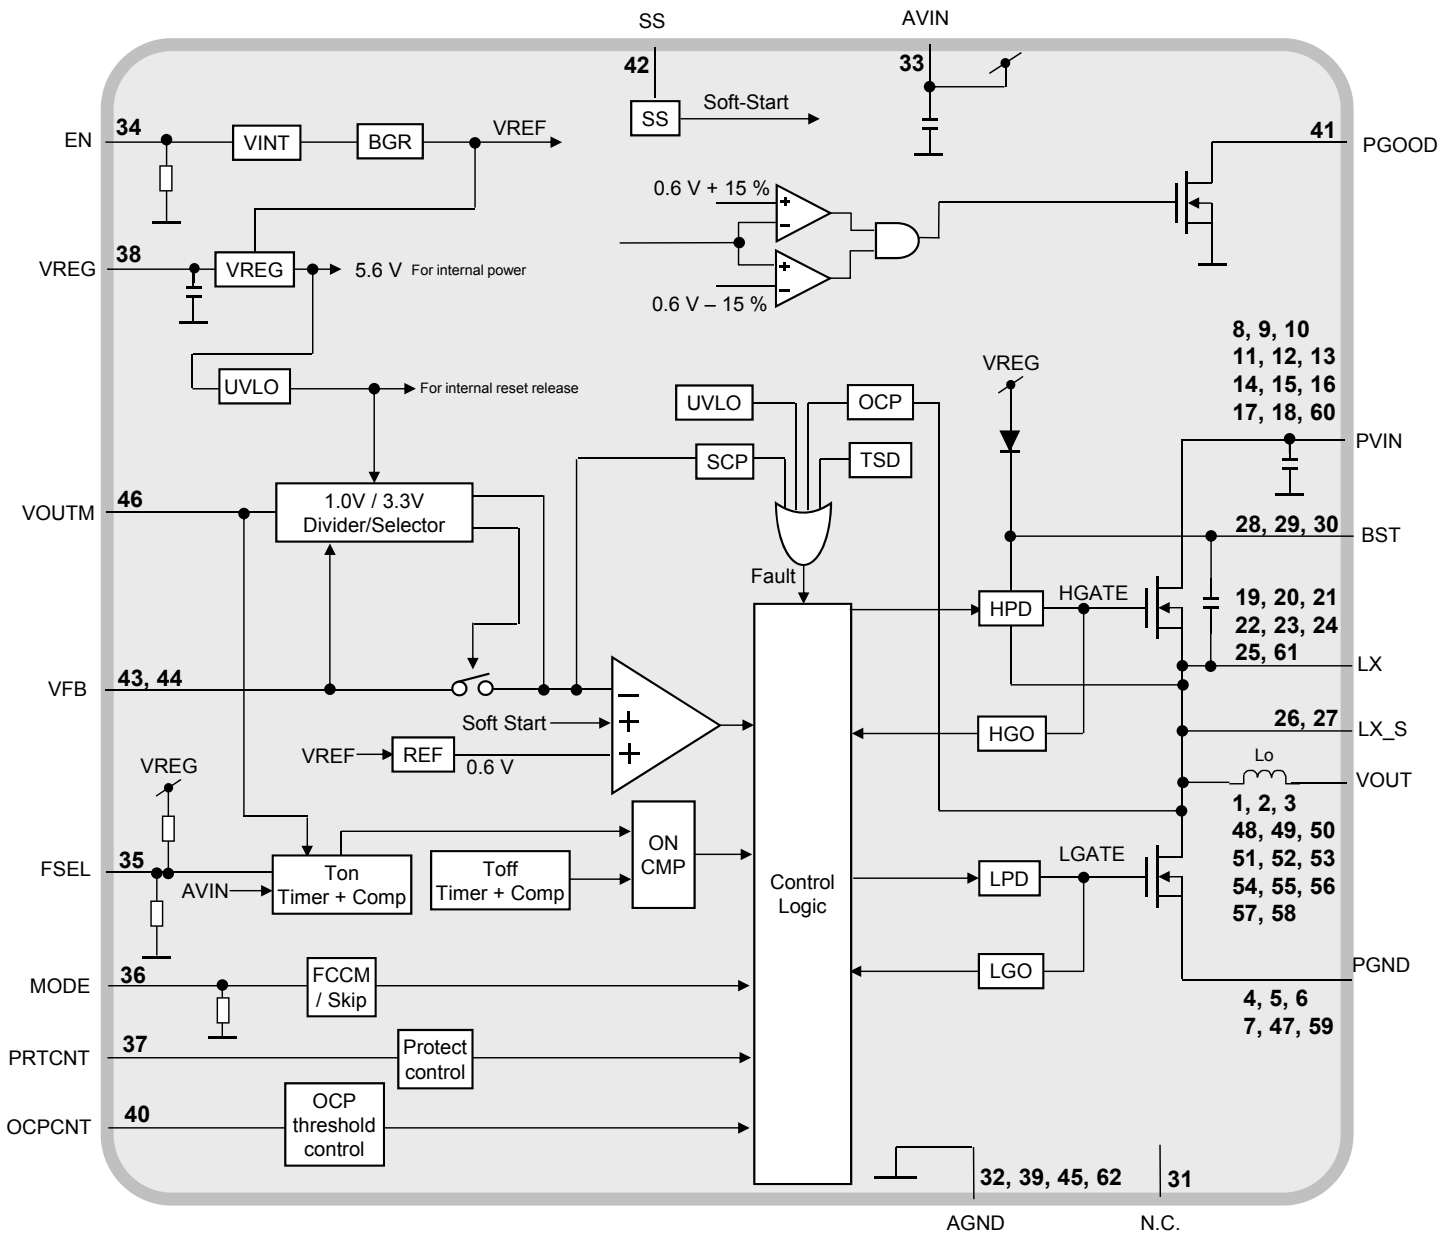 SS
AVIN
42
33
SS
Soft-Start
EN
34
VINT
BGR
VREF
41
PGOOD
0.6 V + 15 %
+
−
+
−
0.6 V – 15 %
VREG
38
VREG
5.6 V For internal power
UVLO
For internal reset release
VREG
8, 9, 10
11, 12, 13
14, 15, 16
17, 18, 60
PVIN
UVLO
OCP
SCP
TSD
VOUTM
46
1.0V / 3.3V
Divider/Selector
28, 29, 30
BST
Fault
HPD
HGATE
19, 20, 21
22, 23, 24
25, 61
LX
VFB
43, 44
−
+
+
Soft Start
VREF
REF
0.6 V
HGO
26, 27
LX_S
Lo
VOUT
1, 2, 3
48, 49, 50
51, 52, 53
54, 55, 56
57, 58
VREG
FSEL
35
AVIN
Ton
Timer + Comp
Toff
Timer + Comp
ON
CMP
Control
Logic
LPD
LGATE
LGO
PGND
4, 5, 6
7, 47, 59
MODE
36
FCCM
/ Skip
PRTCNT
37
Protect
control
OCPCNT
40
OCP
threshold
control
32, 39, 45, 62
31
AGND
N.C.